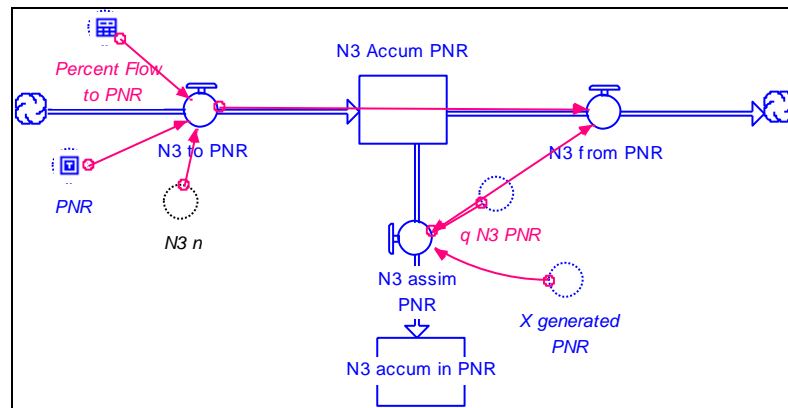 N3 Accum PNR
Percent Flow
to PNR
N3 to PNR
N3 from PNR
T
PNR
N3 n
q N3 PNR
N3 assim
PNR
X generated
PNR
N3 accum in PNR